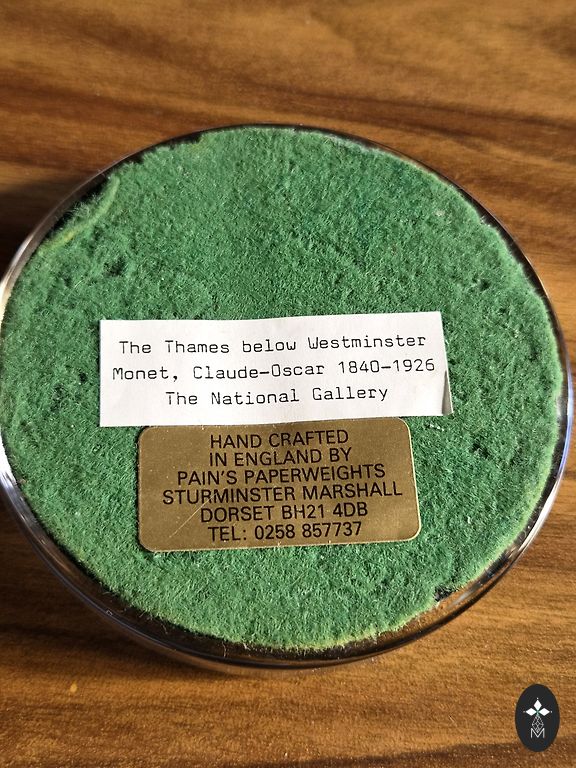 The Thames below Westminster
Monet, Claude-Oscar 1840-1926
The National Gallery
HAND CRAFTED
IN ENGLAND BY
PAIN'S PAPERWEIGHTS
STURMINSTER MARSHALL
DORSET BH21 4DB
TEL: 0258 857737
M